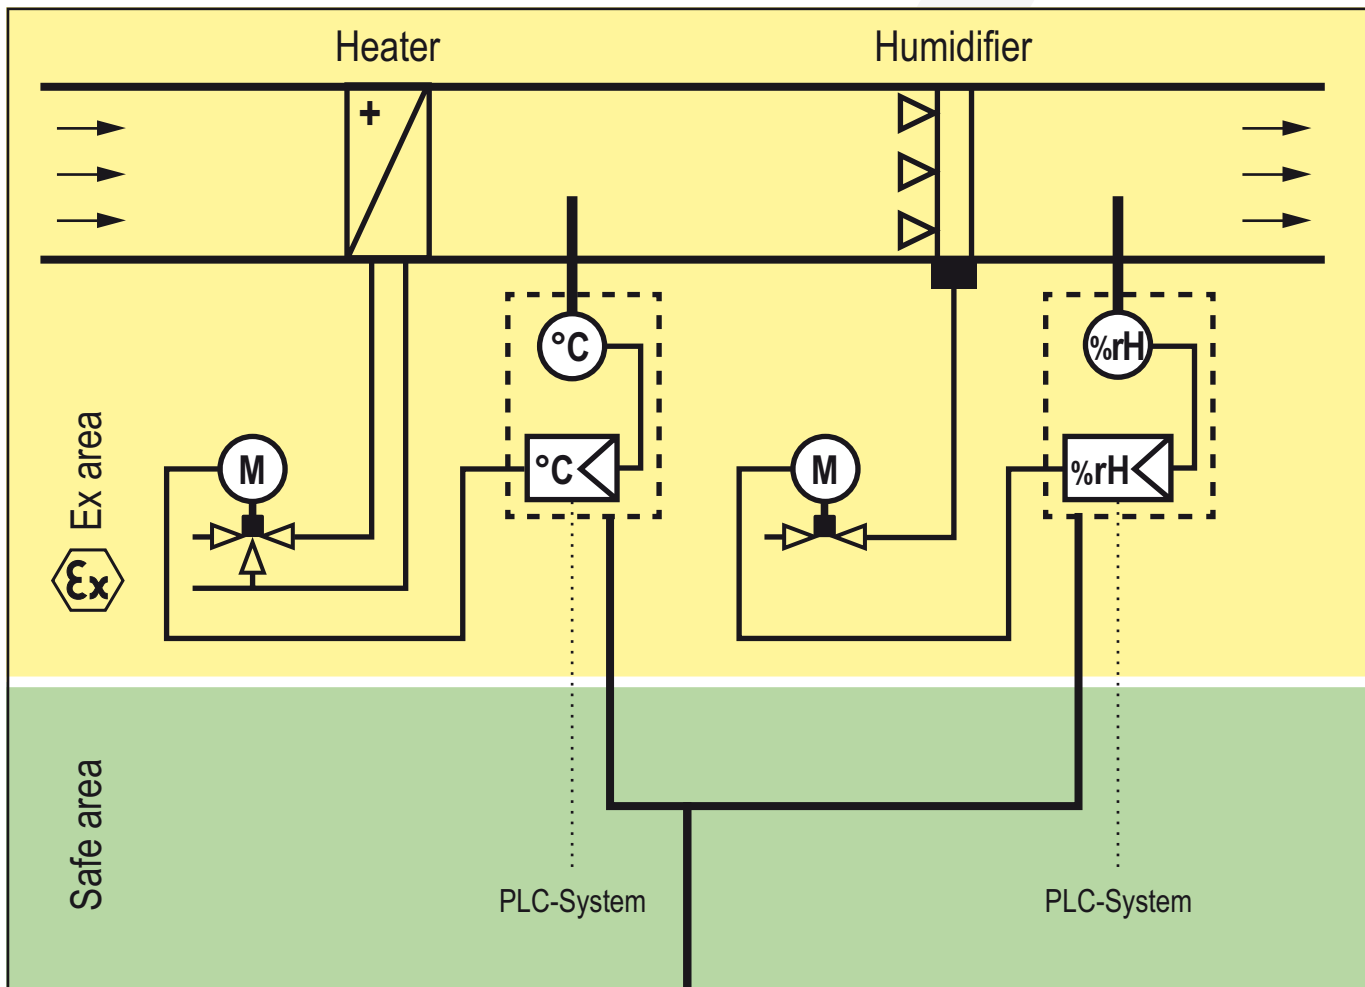 Heater
Humidifier
+
°C
%rH
M
°C
M
%rH
Ex area
Ex
Safe area
PLC-System
PLC-System